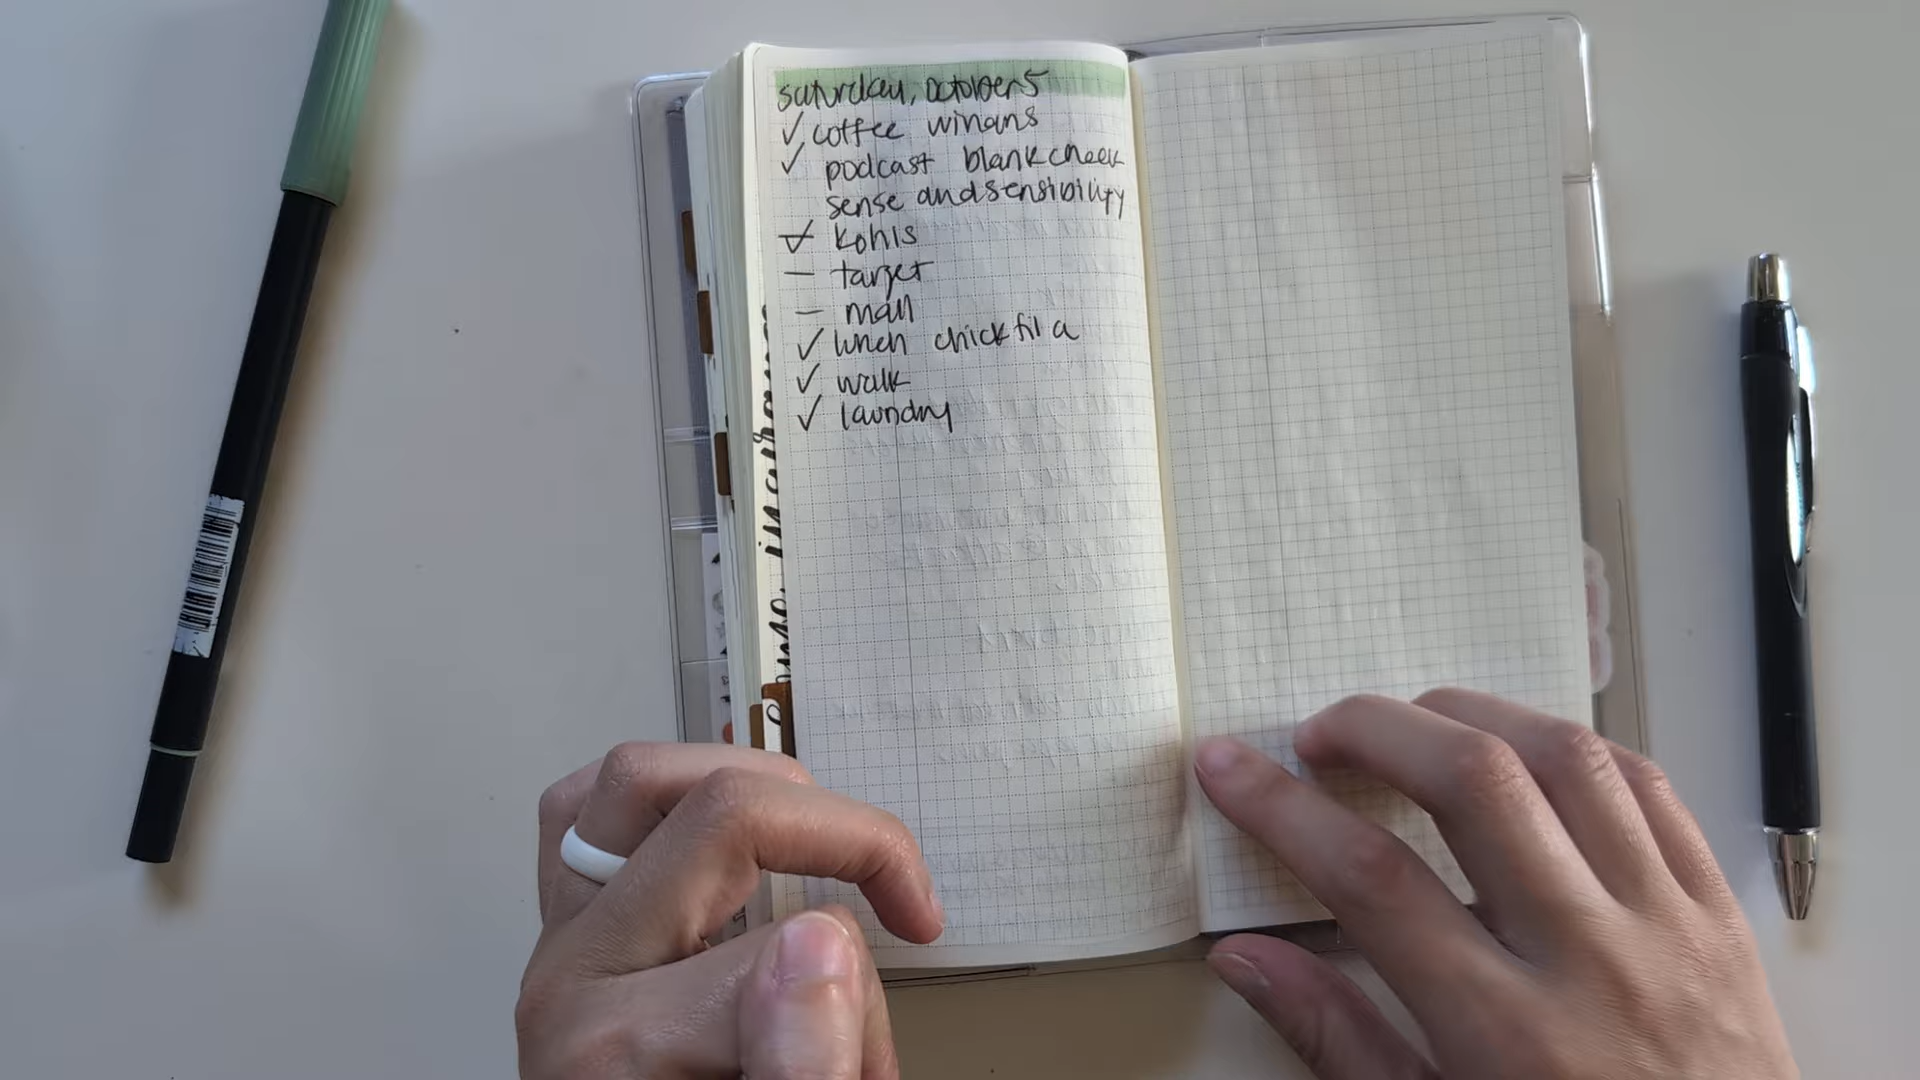 saturday, october 5
✓ coffee winans
✓ podcast blank check
sense and sensibility
✓ kohls
— target
— mall
✓ lunch chick fil a
✓ walk
✓ laundry